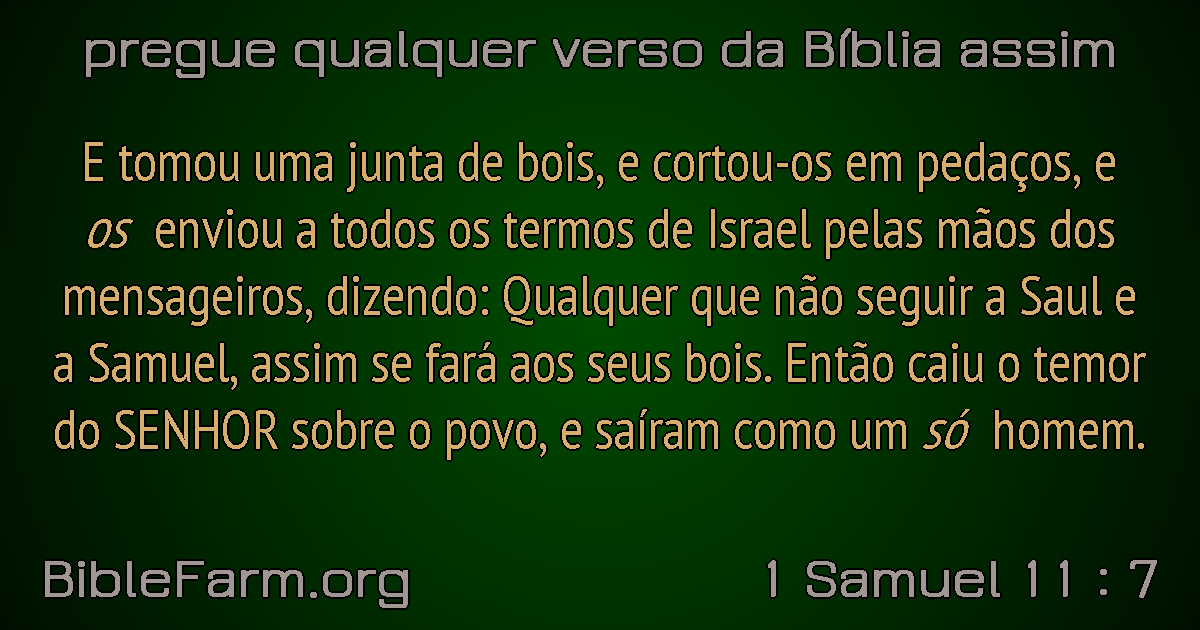 pregue qualquer verso da Bíblia assim
E tomou uma junta de bois, e cortou-os em pedaços, e
os enviou a todos os termos de Israel pelas mãos dos
mensageiros, dizendo: Qualquer que não seguir a Saul e
a Samuel, assim se fará aos seus bois. Então caiu o temor
do SENHOR sobre o povo, e saíram como um só homem.
BibleFarm.org
1 Samuel 11 : 7